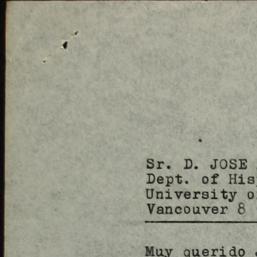 Sr. D. JOSE
Dept. of His
University o
Vancouver 8
Muy querido